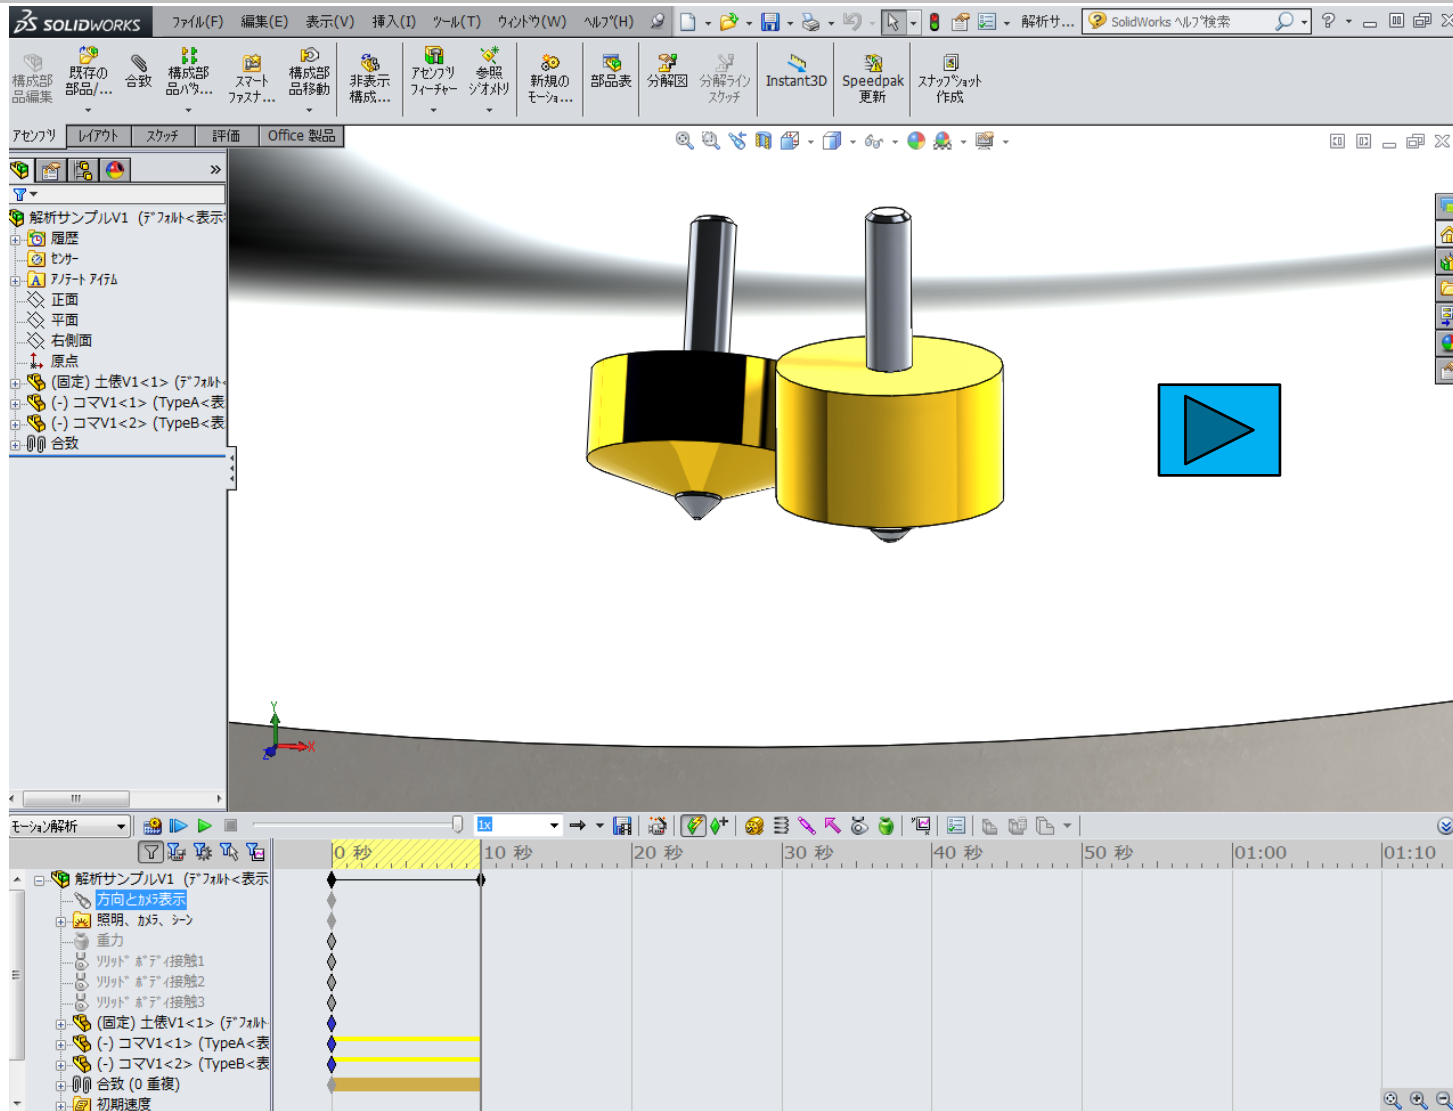 SOLIDWORKS ファイル(F) 編集(E) 表示(V) 挿入(I) ツール(T) ウィンドウ(W) ヘルプ(H) 解析サ... SolidWorks ヘルプ検索
構成部品編集
既存の部品/...
合致
構成部品パタ...
スマート ファスナ...
構成部品移動
非表示構成...
アセンブリ フィーチャー
参照ジオメトリ
新規のモーショ...
部品表
分解図
分解ライン スケッチ
Instant3D
Speedpak 更新
スナップショット作成
アセンブリ レイアウト スケッチ 評価 Office 製品
解析サンプルV1 (デフォルト<表示
履歴
センサー
アノテート アイテム
正面
平面
右側面
原点
(固定) 土俵V1<1> (デフォルト<
(-) コマV1<1> (TypeA<表
(-) コマV1<2> (TypeB<表
合致
Y
X
Z
モーション解析 1x
0 秒 10 秒 20 秒 30 秒 40 秒 50 秒 01:00 01:10
解析サンプルV1 (デフォルト<表示
方向とカメラ表示
照明、カメラ、シーン
重力
ソリッド ボディ接触1
ソリッド ボディ接触2
ソリッド ボディ接触3
(固定) 土俵V1<1> (デフォルト
(-) コマV1<1> (TypeA<表
(-) コマV1<2> (TypeB<表
合致 (0 重複)
初期速度